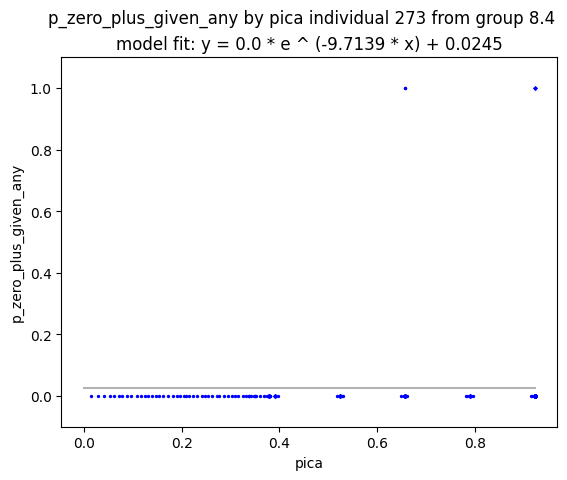 p_zero_plus_given_any by pica individual 273 from group 8.4
model fit: y = 0.0 * e ^ (-9.7139 * x) + 0.0245
1.0
0.8
0.6
0.4
0.2
0.0
p_zero_plus_given_any
0.0 0.2 0.4 0.6 0.8
pica